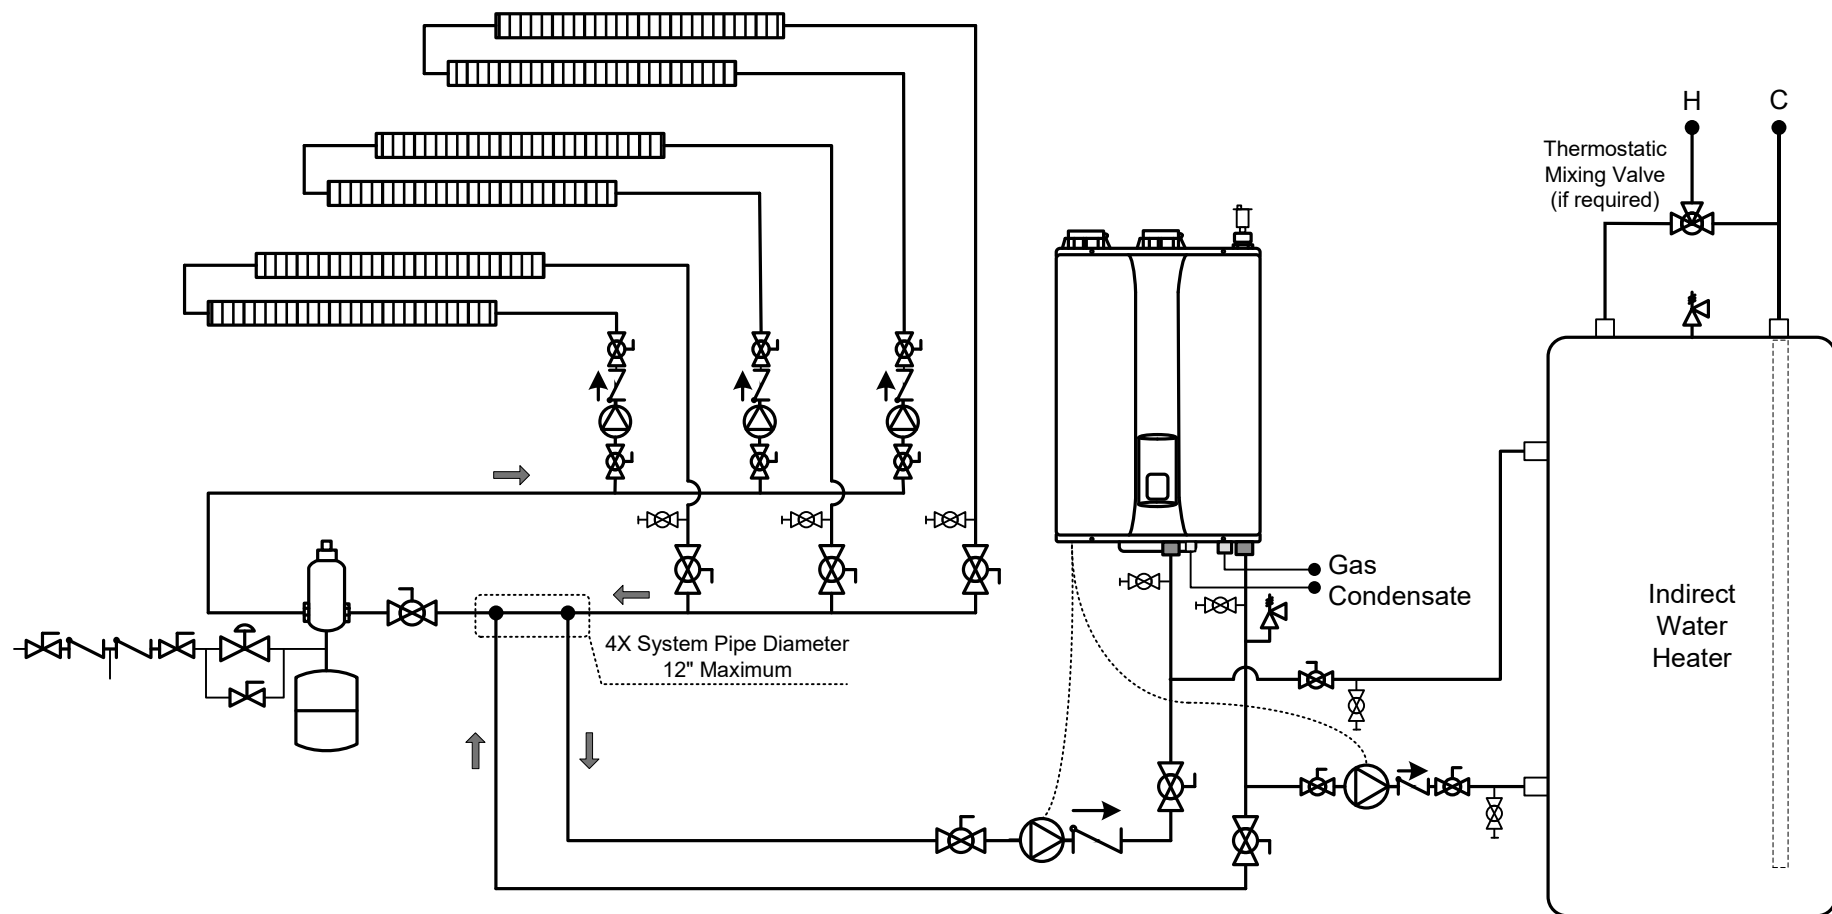 H
C
Thermostatic
Mixing Valve
(if required)
Gas
Condensate
Indirect
Water
Heater
4X System Pipe Diameter
12" Maximum